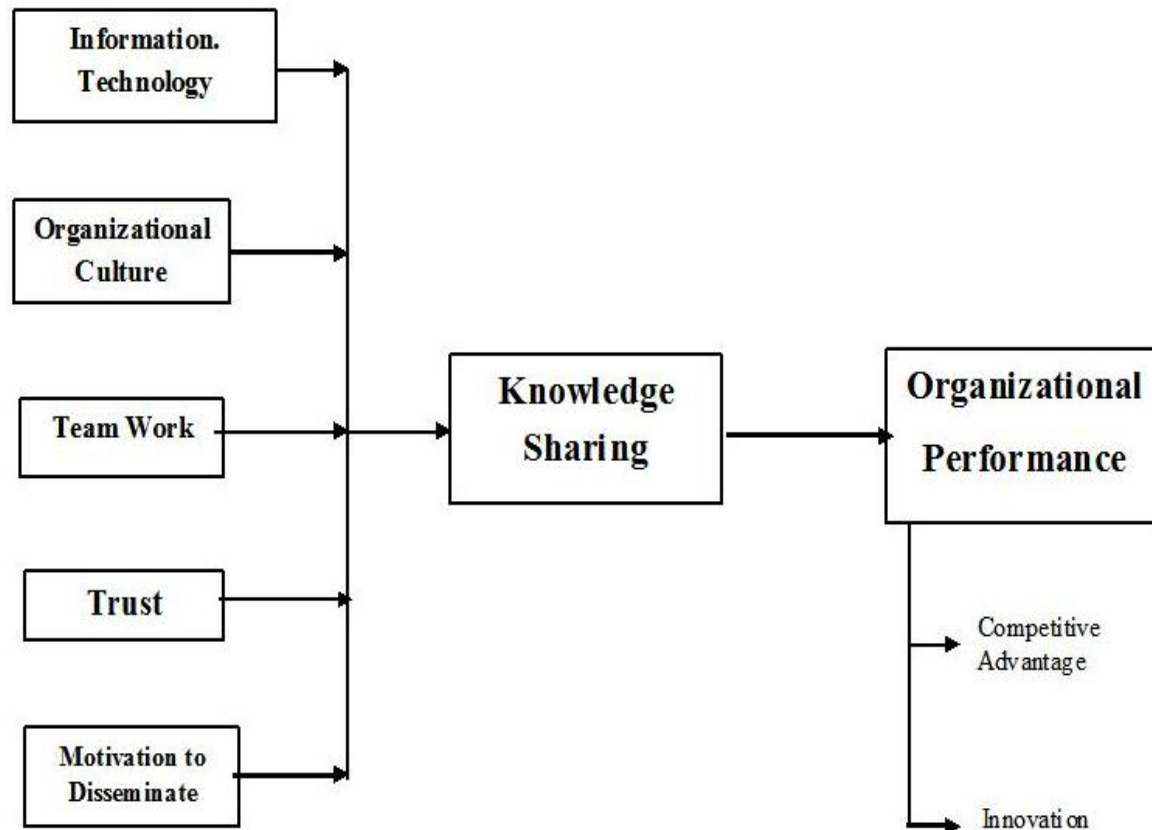 Information.
Technology
Organizational
Culture
Team Work
Trust
Motivation to
Disseminate
Knowledge
Sharing
Organizational
Performance
Competitive
Advantage
Innovation